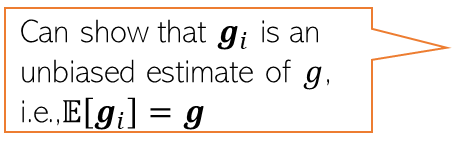 Can show that 𝒈ᵢ is an
unbiased estimate of g,
i.e.,𝔼[𝒈ᵢ] = 𝒈